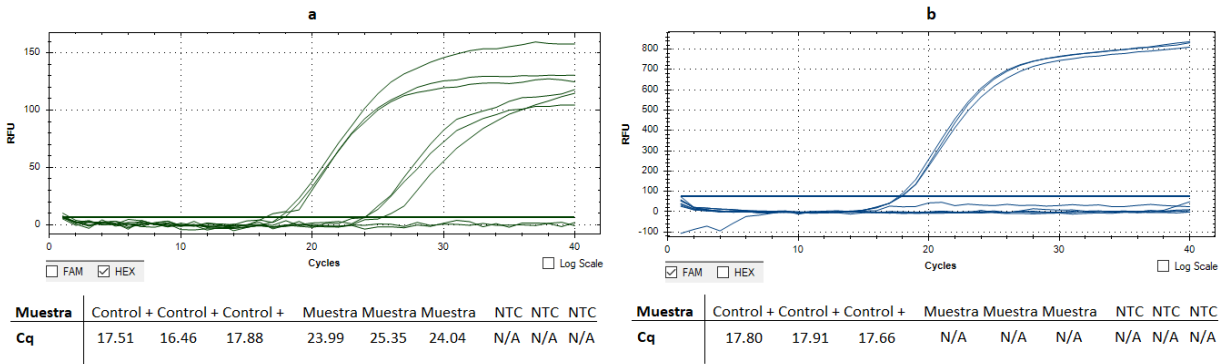 a
150
100
50
0
RFU
0 10 20 30 40
Cycles
FAM HEX
Log Scale
Muestra Control + Control + Control + Muestra Muestra Muestra NTC NTC NTC
Cq 17.51 16.46 17.88 23.99 25.35 24.04 N/A N/A N/A
b
800
700
600
500
400
300
200
100
0
-100
RFU
0 10 20 30 40
Cycles
FAM HEX
Log Scale
Muestra Control + Control + Control + Muestra Muestra Muestra NTC NTC NTC
Cq 17.80 17.91 17.66 N/A N/A N/A N/A N/A N/A